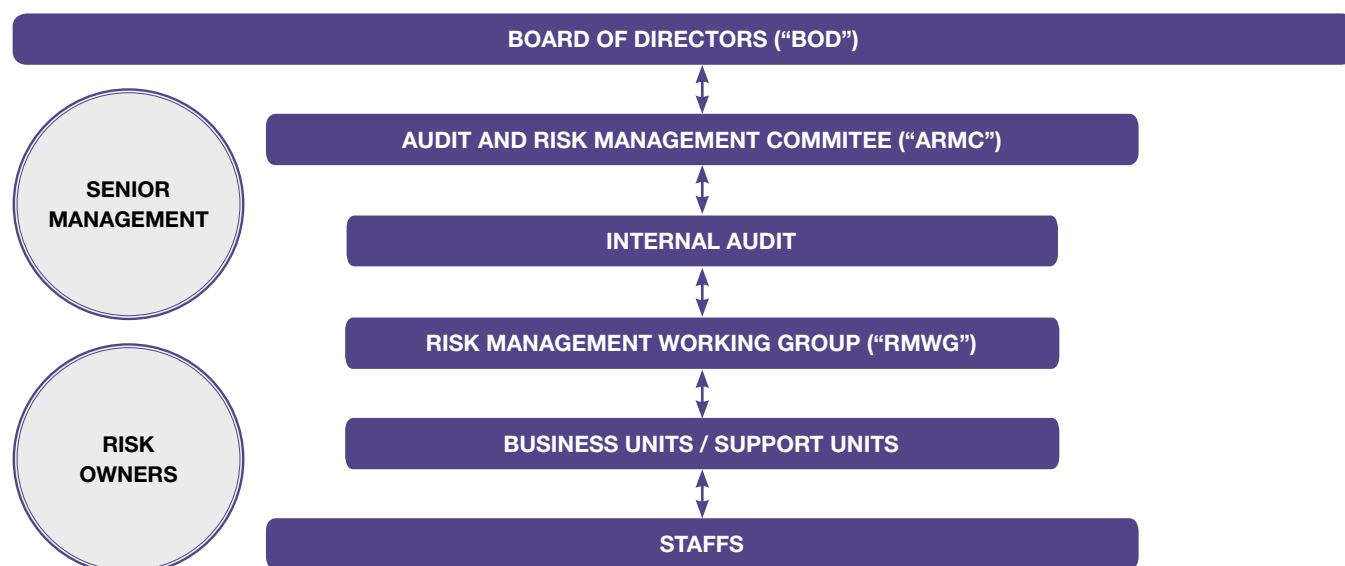 BOARD OF DIRECTORS (“BOD”)
AUDIT AND RISK MANAGEMENT COMMITEE (“ARMC”)
SENIOR
MANAGEMENT
INTERNAL AUDIT
RISK MANAGEMENT WORKING GROUP (“RMWG”)
BUSINESS UNITS / SUPPORT UNITS
RISK
OWNERS
STAFFS